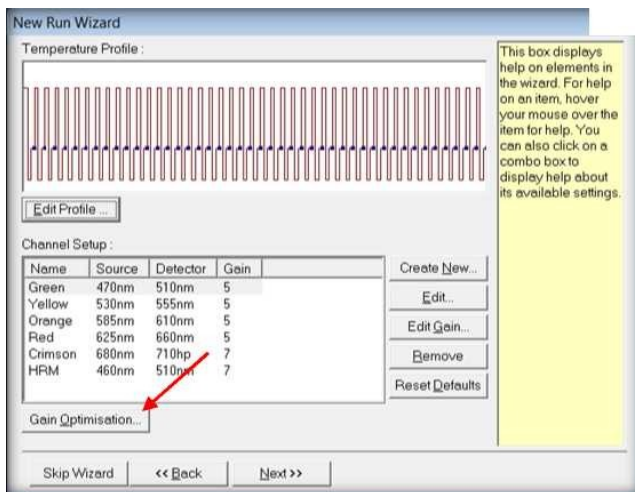 New Run Wizard
Temperature Profile :
Edit Profile ...
Channel Setup :
Name Source Detector Gain
Green 470nm 510nm 5
Yellow 530nm 555nm 5
Orange 585nm 610nm 5
Red 625nm 660nm 5
Crimson 680nm 710hp 7
HRM 460nm 510nm 7
Create New...
Edit...
Edit Gain...
Remove
Reset Defaults
Gain Optimisation...
Skip Wizard
<< Back
Next >>
This box displays
help on elements in
the wizard. For help
on an item, hover
your mouse over the
item for help. You
can also click on a
combo box to
display help about
its available settings.